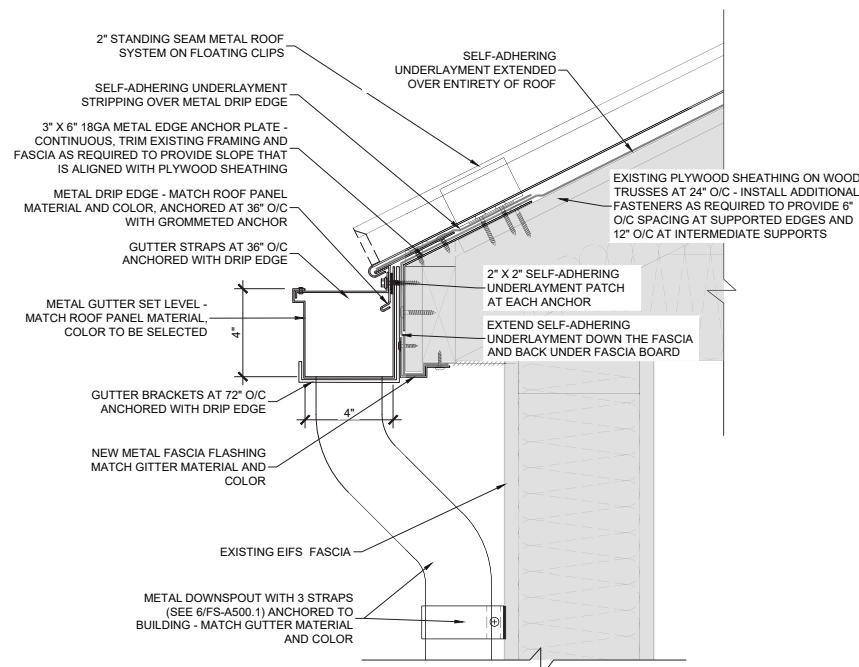 2" STANDING SEAM METAL ROOF
SYSTEM ON FLOATING CLIPS
SELF-ADHERING UNDERLAYMENT
STRIPPING OVER METAL DRIP EDGE
3" X 6" 18GA METAL EDGE ANCHOR PLATE -
CONTINUOUS, TRIM EXISTING FRAMING AND
FASCIA AS REQUIRED TO PROVIDE SLOPE THAT
IS ALIGNED WITH PLYWOOD SHEATHING
METAL DRIP EDGE - MATCH ROOF PANEL
MATERIAL AND COLOR, ANCHORED AT 36" O/C
WITH GROMMETED ANCHOR
GUTTER STRAPS AT 36" O/C
ANCHORED WITH DRIP EDGE
METAL GUTTER SET LEVEL -
MATCH ROOF PANEL MATERIAL,
COLOR TO BE SELECTED
4"
GUTTER BRACKETS AT 72" O/C
ANCHORED WITH DRIP EDGE
4"
NEW METAL FASCIA FLASHING
MATCH GITTER MATERIAL AND
COLOR
EXISTING EIFS FASCIA
METAL DOWNSPOUT WITH 3 STRAPS
(SEE 6/FS-A500.1) ANCHORED TO
BUILDING - MATCH GUTTER MATERIAL
AND COLOR
SELF-ADHERING
UNDERLAYMENT EXTENDED
OVER ENTIRETY OF ROOF
EXISTING PLYWOOD SHEATHING ON WOOD
TRUSSES AT 24" O/C - INSTALL ADDITIONAL
FASTENERS AS REQUIRED TO PROVIDE 6"
O/C SPACING AT SUPPORTED EDGES AND
12" O/C AT INTERMEDIATE SUPPORTS
2" X 2" SELF-ADHERING
UNDERLAYMENT PATCH
AT EACH ANCHOR
EXTEND SELF-ADHERING
UNDERLAYMENT DOWN THE FASCIA
AND BACK UNDER FASCIA BOARD